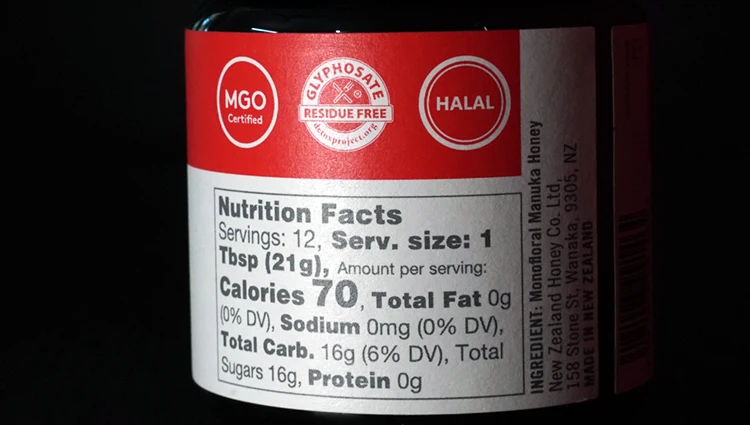 MGO
Certified
GLYPHOSATE
RESIDUE FREE
detoxproject.org
HALAL
Nutrition Facts
Servings: 12, Serv. size: 1
Tbsp (21g), Amount per serving:
Calories 70, Total Fat 0g
(0% DV), Sodium 0mg (0% DV),
Total Carb. 16g (6% DV), Total
Sugars 16g, Protein 0g
INGREDIENT: Monofloral Manuka Honey
New Zealand Honey Co. Ltd,
158 Stone St, Wanaka, 9305, NZ
MADE IN NEW ZEALAND